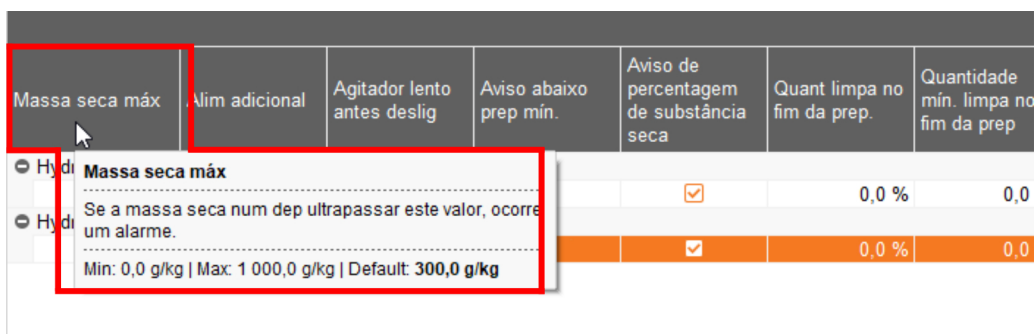 Massa seca máx
Alim adicional
Agitador lento
antes deslig
Aviso abaixo
prep mín.
Aviso de
percentagem
de substância
seca
Quant limpa no
fim da prep.
Quantidade
mín. limpa no
fim da prep
Massa seca máx
Se a massa seca num dep ultrapassar este valor, ocorre
um alarme.
Min: 0,0 g/kg | Max: 1 000,0 g/kg | Default: 300,0 g/kg
0,0 % 0,0
0,0 % 0,0